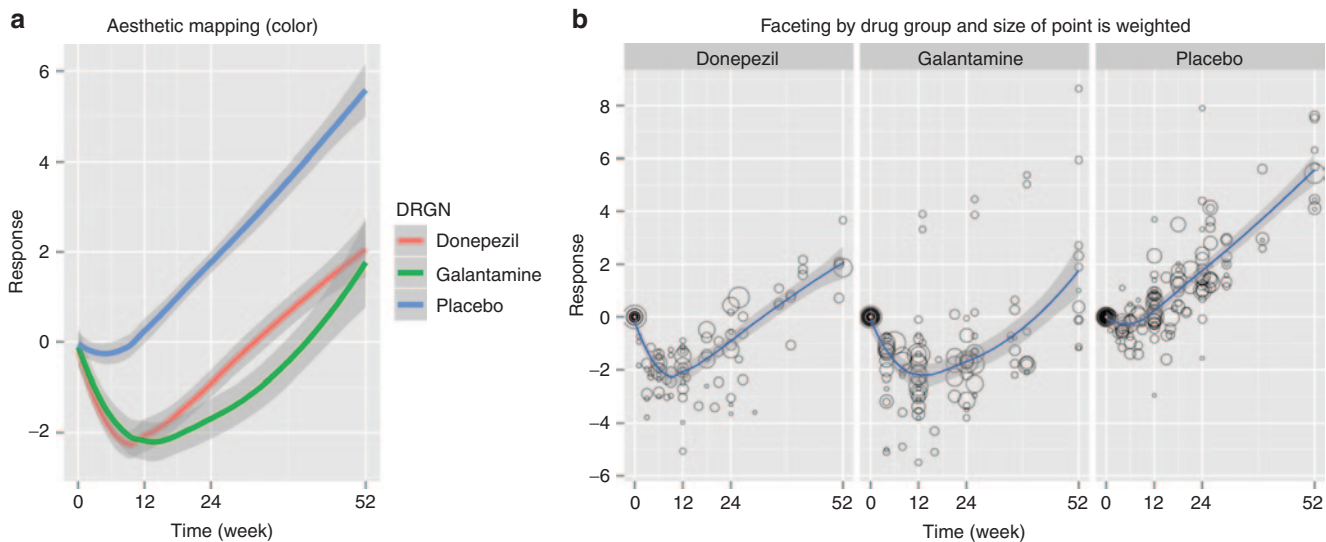 a
Aesthetic mapping (color)
Response
6
4
2
0
−2
0 12 24 52
Time (week)
DRGN
Donepezil
Galantamine
Placebo
b
Faceting by drug group and size of point is weighted
Donepezil Galantamine Placebo
Response
8
6
4
2
0
−2
−4
−6
0 12 24 52 0 12 24 52 0 12 24 52
Time (week)